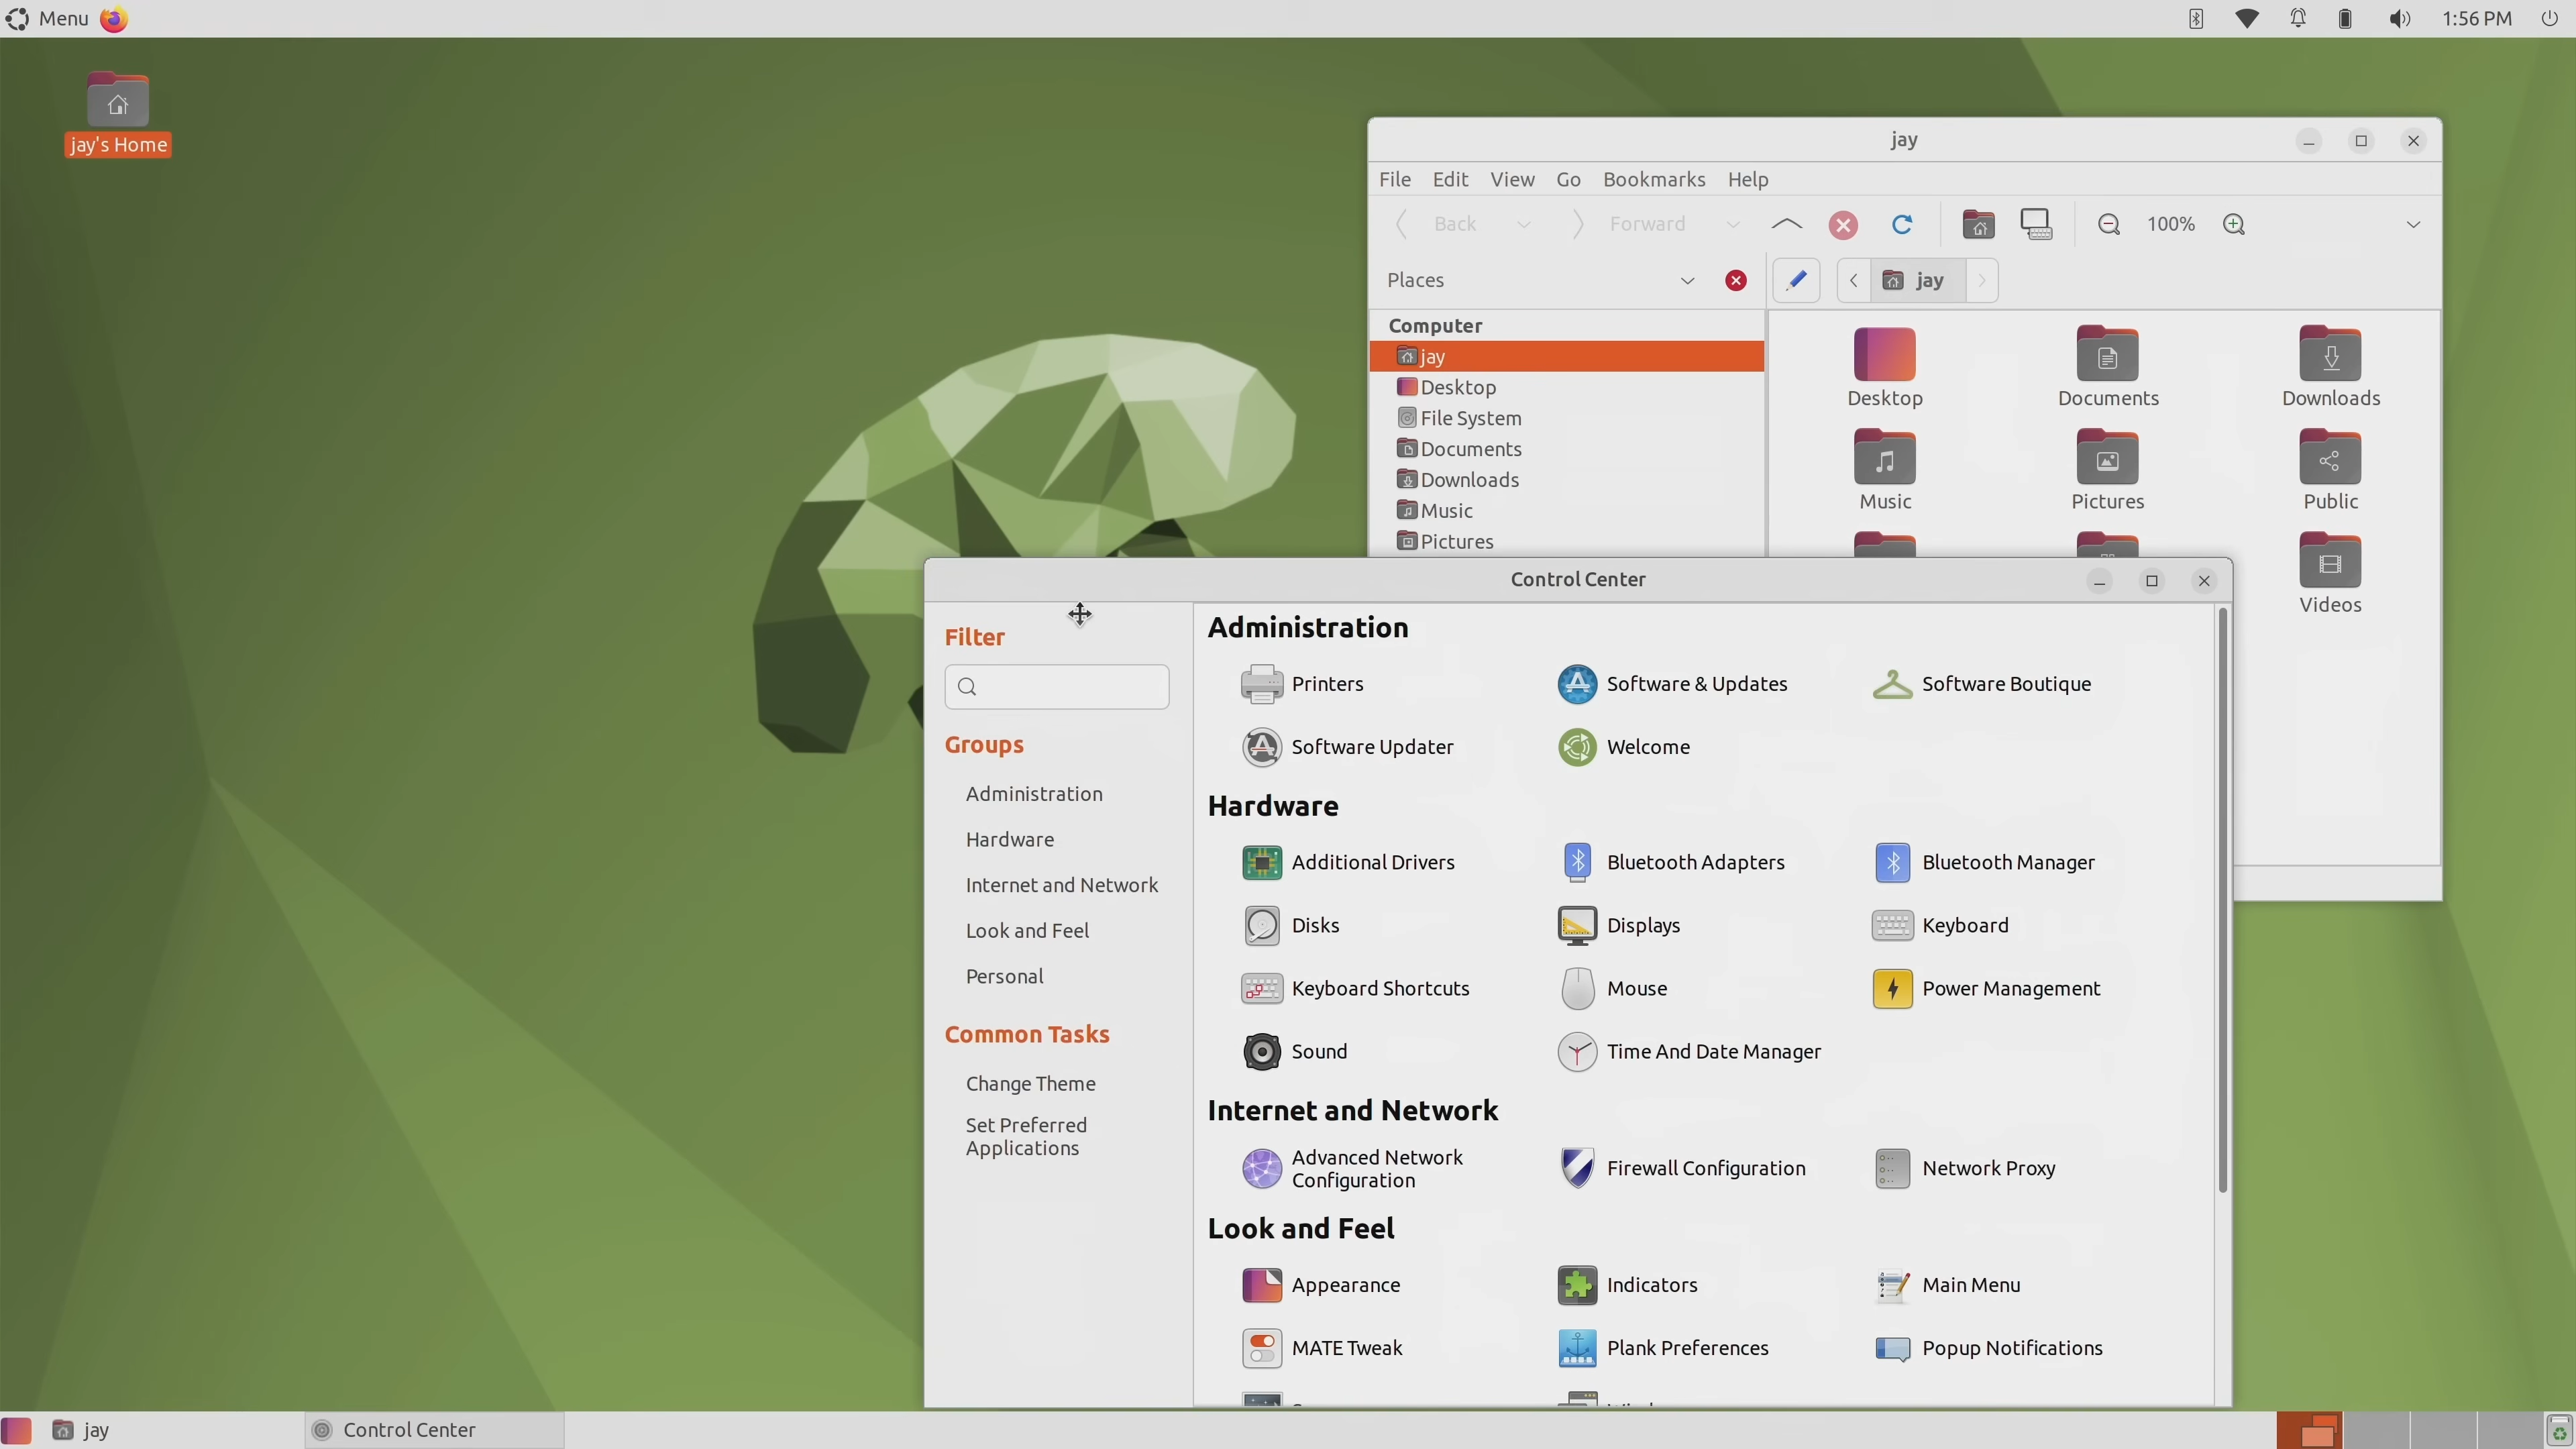 Menu
1:56 PM
jay's Home
jay
File Edit View Go Bookmarks Help
Back Forward 100%
Places jay
Computer
jay
Desktop
File System
Documents
Downloads
Music
Pictures
Desktop Documents Downloads
Music Pictures Public
Videos
Control Center
Filter
Groups
Administration
Hardware
Internet and Network
Look and Feel
Personal
Common Tasks
Change Theme
Set Preferred
Applications
Administration
Printers Software & Updates Software Boutique
Software Updater Welcome
Hardware
Additional Drivers Bluetooth Adapters Bluetooth Manager
Disks Displays Keyboard
Keyboard Shortcuts Mouse Power Management
Sound Time And Date Manager
Internet and Network
Advanced Network
Configuration
Firewall Configuration Network Proxy
Look and Feel
Appearance Indicators Main Menu
MATE Tweak Plank Preferences Popup Notifications
jay Control Center